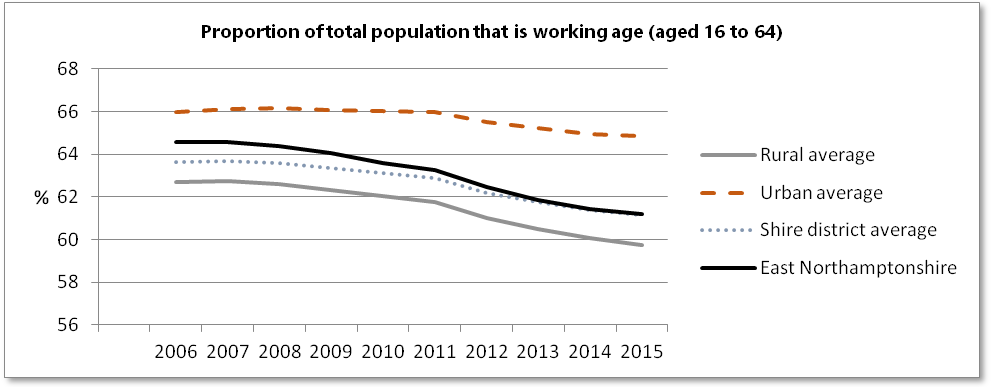 Proportion of total population that is working age (aged 16 to 64)
68
66
64
62
60
58
56
%
2006 2007 2008 2009 2010 2011 2012 2013 2014 2015
Rural average
Urban average
Shire district average
East Northamptonshire